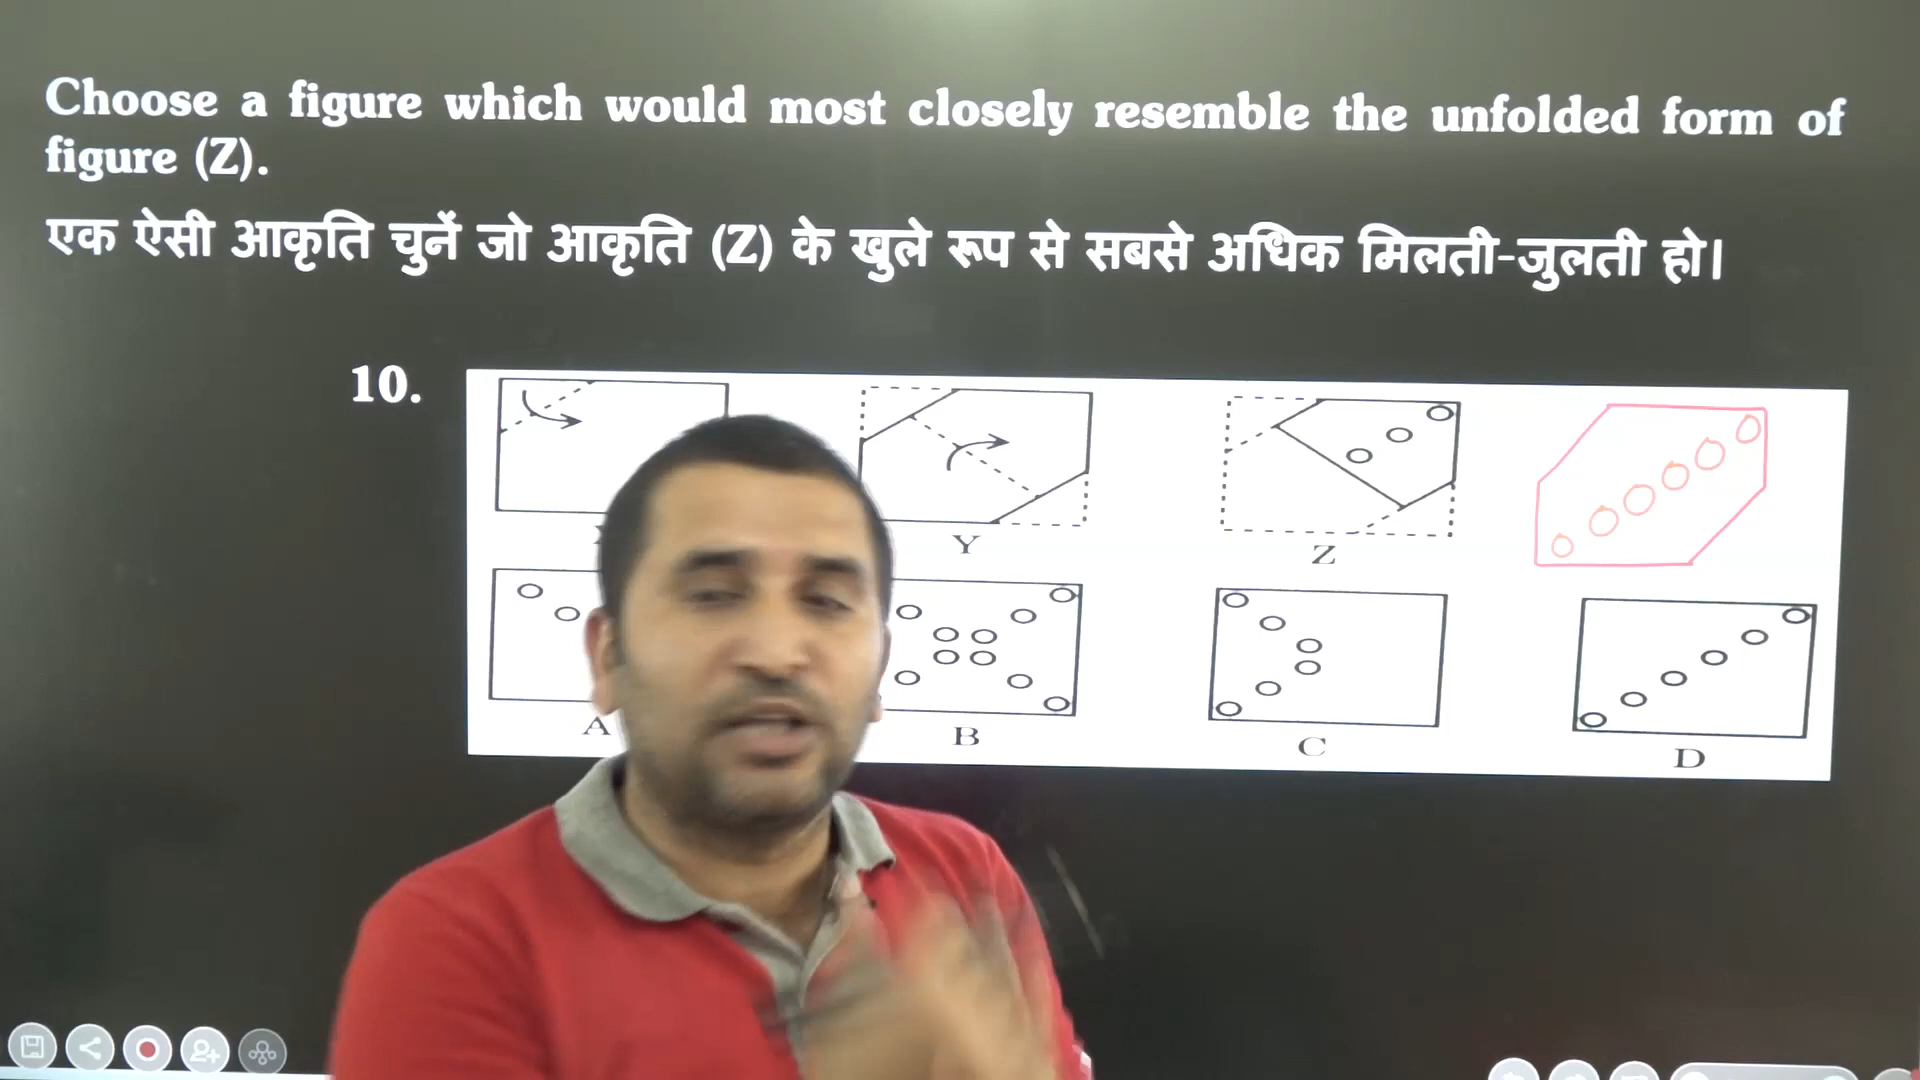 Choose a figure which would most closely resemble the unfolded form of
figure (Z).
एक ऐसी आकृति चुनें जो आकृति (Z) के खुले रूप से सबसे अधिक मिलती-जुलती हो।
10.
Y
Z
A
B
C
D